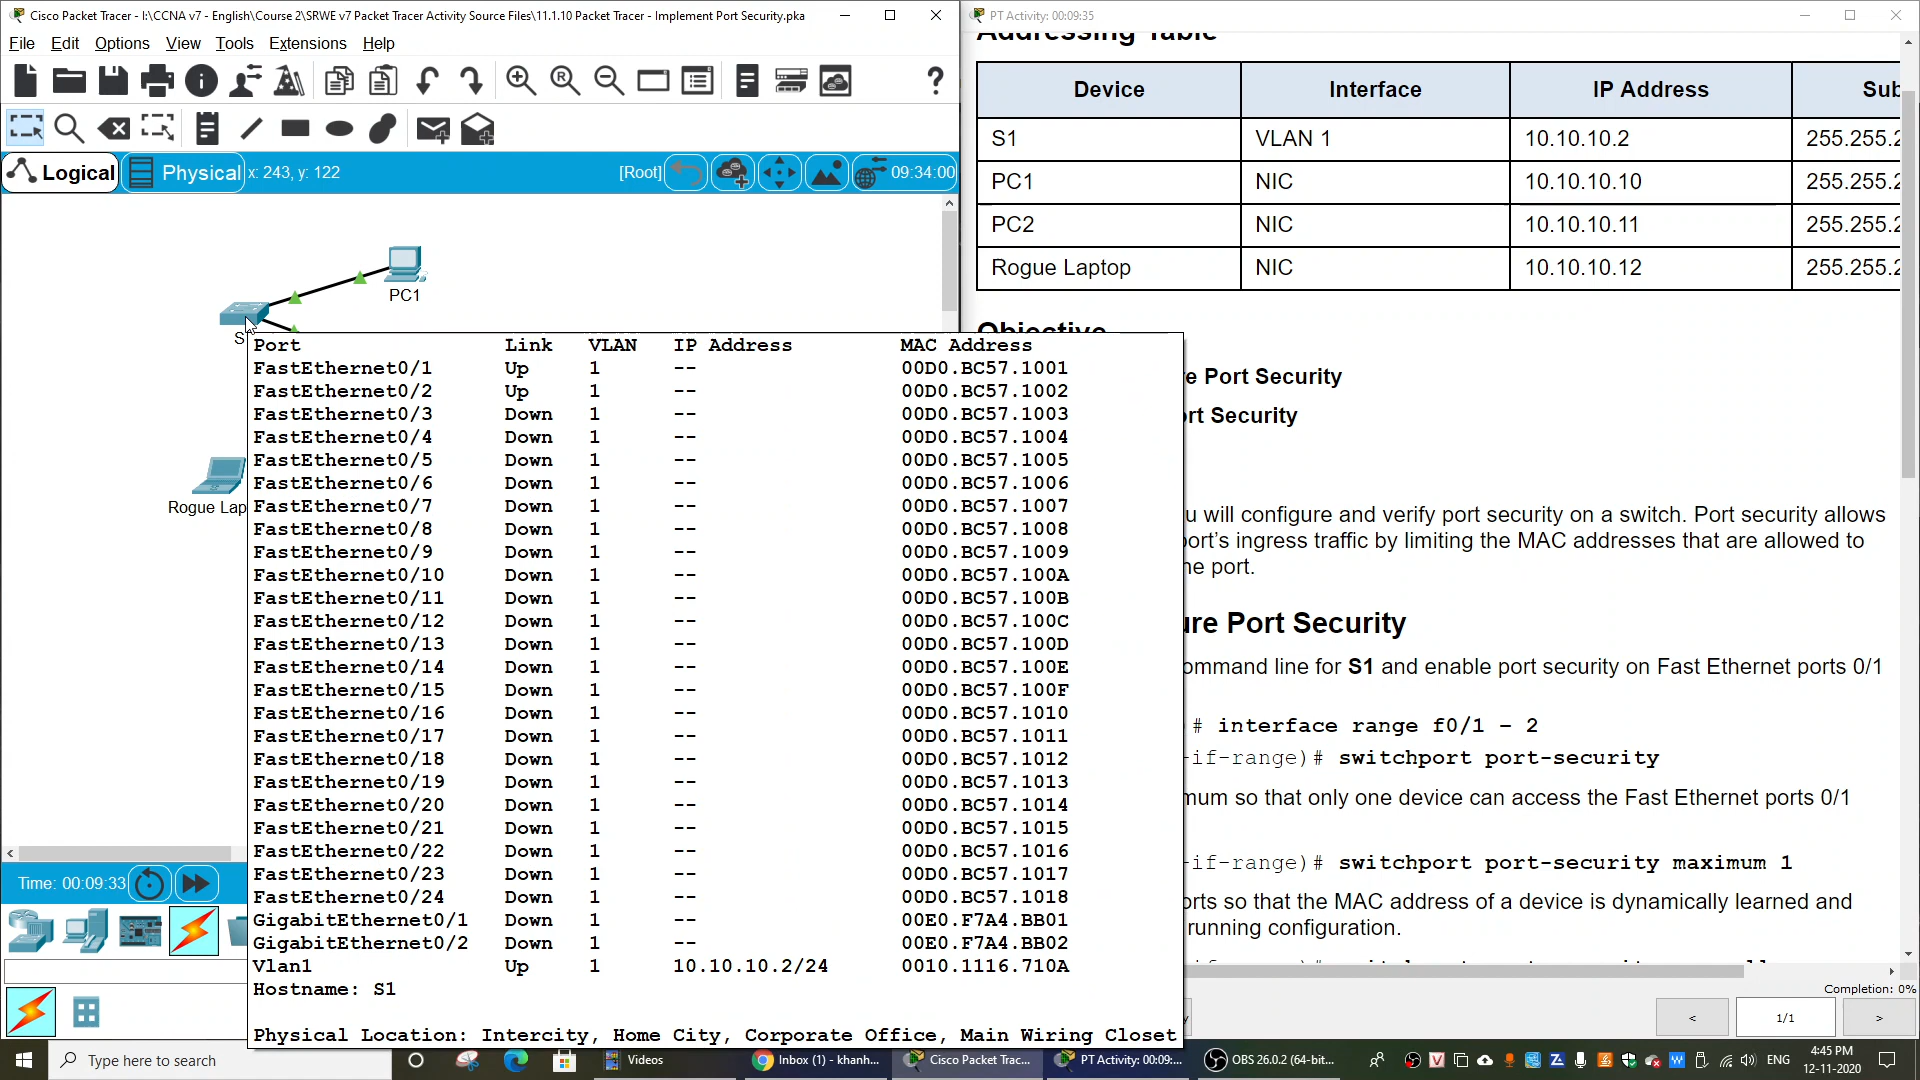 Cisco Packet Tracer - I:\CCNA v7 - English\Course 2\SRWE v7 Packet Tracer Activity Source Files\11.1.10 Packet Tracer - Implement Port Security.pka
File Edit Options View Tools Extensions Help
?
Logical
Physical
x: 243, y: 122
[Root]
09:34:00
PC1
S
Rogue Lap
Port Link VLAN IP Address MAC Address
FastEthernet0/1 Up 1 -- 00D0.BC57.1001
FastEthernet0/2 Up 1 -- 00D0.BC57.1002
FastEthernet0/3 Down 1 -- 00D0.BC57.1003
FastEthernet0/4 Down 1 -- 00D0.BC57.1004
FastEthernet0/5 Down 1 -- 00D0.BC57.1005
FastEthernet0/6 Down 1 -- 00D0.BC57.1006
FastEthernet0/7 Down 1 -- 00D0.BC57.1007
FastEthernet0/8 Down 1 -- 00D0.BC57.1008
FastEthernet0/9 Down 1 -- 00D0.BC57.1009
FastEthernet0/10 Down 1 -- 00D0.BC57.100A
FastEthernet0/11 Down 1 -- 00D0.BC57.100B
FastEthernet0/12 Down 1 -- 00D0.BC57.100C
FastEthernet0/13 Down 1 -- 00D0.BC57.100D
FastEthernet0/14 Down 1 -- 00D0.BC57.100E
FastEthernet0/15 Down 1 -- 00D0.BC57.100F
FastEthernet0/16 Down 1 -- 00D0.BC57.1010
FastEthernet0/17 Down 1 -- 00D0.BC57.1011
FastEthernet0/18 Down 1 -- 00D0.BC57.1012
FastEthernet0/19 Down 1 -- 00D0.BC57.1013
FastEthernet0/20 Down 1 -- 00D0.BC57.1014
FastEthernet0/21 Down 1 -- 00D0.BC57.1015
FastEthernet0/22 Down 1 -- 00D0.BC57.1016
FastEthernet0/23 Down 1 -- 00D0.BC57.1017
FastEthernet0/24 Down 1 -- 00D0.BC57.1018
GigabitEthernet0/1 Down 1 -- 00E0.F7A4.BB01
GigabitEthernet0/2 Down 1 -- 00E0.F7A4.BB02
Vlan1 Up 1 10.10.10.2/24 0010.1116.710A
Hostname: S1
Physical Location: Intercity, Home City, Corporate Office, Main Wiring Closet
Time: 00:09:33
PT Activity: 00:09:35
Addressing Table
Device Interface IP Address Sub
S1 VLAN 1 10.10.10.2 255.255.2
PC1 NIC 10.10.10.10 255.255.2
PC2 NIC 10.10.10.11 255.255.2
Rogue Laptop NIC 10.10.10.12 255.255.2
Objective
e Port Security
ort Security
u will configure and verify port security on a switch. Port security allows
port's ingress traffic by limiting the MAC addresses that are allowed to
he port.
ure Port Security
ommand line for S1 and enable port security on Fast Ethernet ports 0/1
)# interface range f0/1 – 2
-if-range)# switchport port-security
mum so that only one device can access the Fast Ethernet ports 0/1
-if-range)# switchport port-security maximum 1
orts so that the MAC address of a device is dynamically learned and
running configuration.
Completion: 0%
< 1/1 >
Type here to search
Videos
Inbox (1) - khanh...
Cisco Packet Trac...
PT Activity: 00:09:...
OBS 26.0.2 (64-bit...
ENG
4:45 PM
12-11-2020